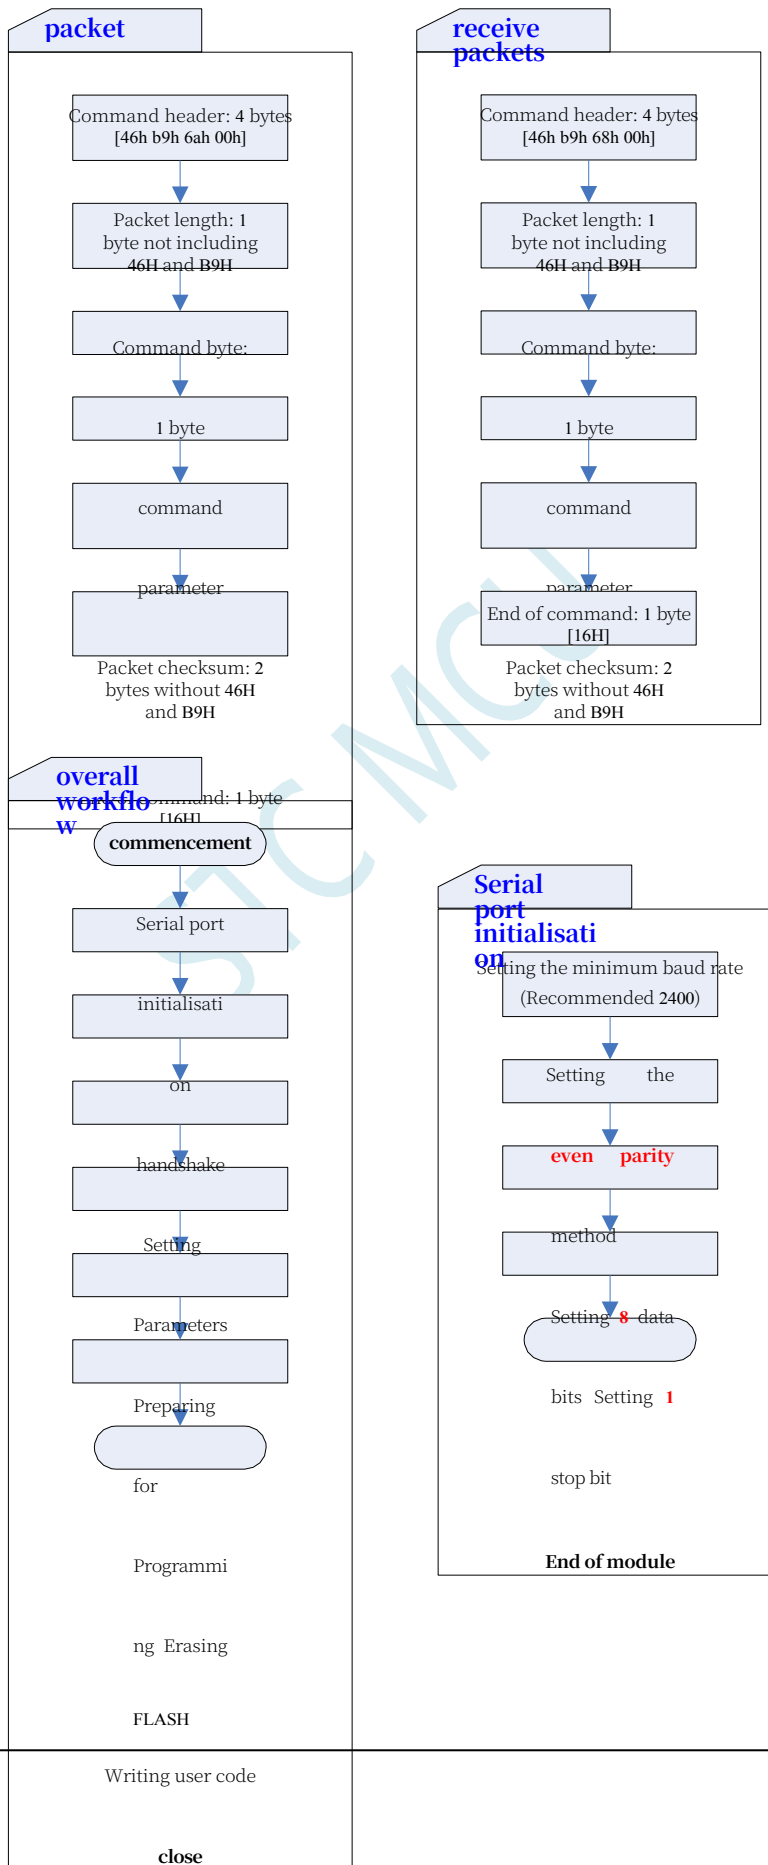 packet
Command header: 4 bytes
[46h b9h 6ah 00h]
Packet length: 1
byte not including
46H and B9H
Command byte:
1 byte
command
parameter
Packet checksum: 2
bytes without 46H
and B9H
command: 1 byte
[16H]
receive
packets
Command header: 4 bytes
[46h b9h 68h 00h]
Packet length: 1
byte not including
46H and B9H
Command byte:
1 byte
command
parameter
End of command: 1 byte
[16H]
Packet checksum: 2
bytes without 46H
and B9H
overall
workflo
w
commencement
Serial port
initialisati
on
handshake
Setting
Parameters
Preparing
for
Programmi
ng Erasing
FLASH
Writing user code
close
Serial
port
initialisati
on
Setting the minimum baud rate
(Recommended 2400)
Setting the
even parity
method
Setting 8 data
bits Setting 1
stop bit
End of module
STC MCU